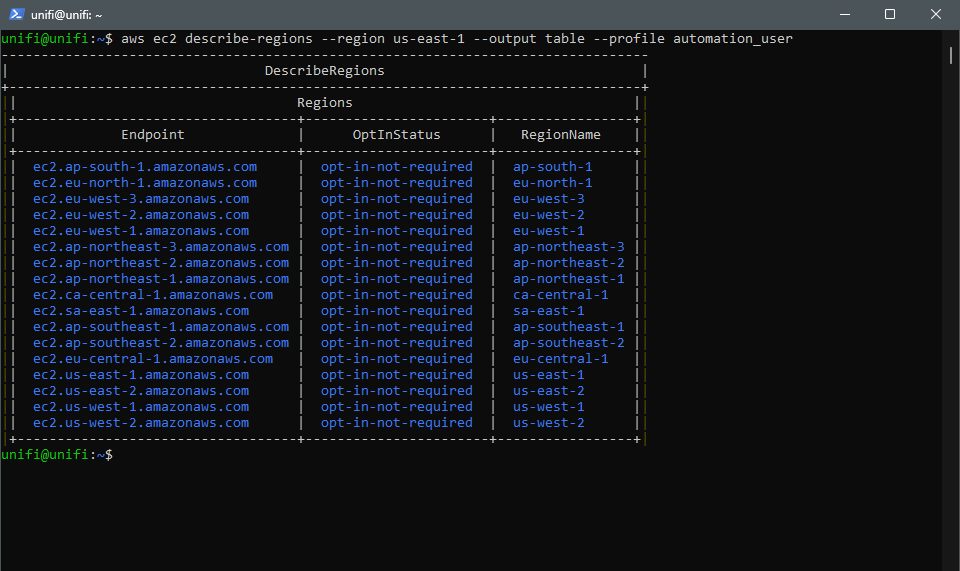 unifi@unifi: ~
unifi@unifi:~$ aws ec2 describe-regions --region us-east-1 --output table --profile automation_user
--------------------------------------------------------------------------------
| DescribeRegions |
+-------------------------------------------------------------------------------+
|| Regions ||
|+-----------------------------------+-----------------------+-----------------+|
|| Endpoint | OptInStatus | RegionName ||
|+-----------------------------------+-----------------------+-----------------+|
|| ec2.ap-south-1.amazonaws.com | opt-in-not-required | ap-south-1 ||
|| ec2.eu-north-1.amazonaws.com | opt-in-not-required | eu-north-1 ||
|| ec2.eu-west-3.amazonaws.com | opt-in-not-required | eu-west-3 ||
|| ec2.eu-west-2.amazonaws.com | opt-in-not-required | eu-west-2 ||
|| ec2.eu-west-1.amazonaws.com | opt-in-not-required | eu-west-1 ||
|| ec2.ap-northeast-3.amazonaws.com | opt-in-not-required | ap-northeast-3 ||
|| ec2.ap-northeast-2.amazonaws.com | opt-in-not-required | ap-northeast-2 ||
|| ec2.ap-northeast-1.amazonaws.com | opt-in-not-required | ap-northeast-1 ||
|| ec2.ca-central-1.amazonaws.com | opt-in-not-required | ca-central-1 ||
|| ec2.sa-east-1.amazonaws.com | opt-in-not-required | sa-east-1 ||
|| ec2.ap-southeast-1.amazonaws.com | opt-in-not-required | ap-southeast-1 ||
|| ec2.ap-southeast-2.amazonaws.com | opt-in-not-required | ap-southeast-2 ||
|| ec2.eu-central-1.amazonaws.com | opt-in-not-required | eu-central-1 ||
|| ec2.us-east-1.amazonaws.com | opt-in-not-required | us-east-1 ||
|| ec2.us-east-2.amazonaws.com | opt-in-not-required | us-east-2 ||
|| ec2.us-west-1.amazonaws.com | opt-in-not-required | us-west-1 ||
|| ec2.us-west-2.amazonaws.com | opt-in-not-required | us-west-2 ||
|+-----------------------------------+-----------------------+-----------------+|
unifi@unifi:~$